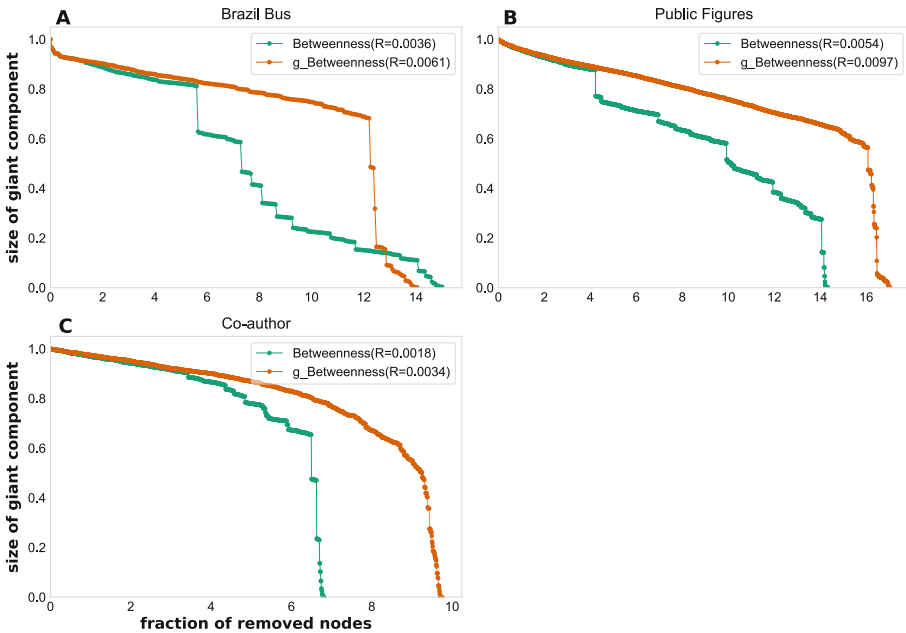 A
Brazil Bus
Betweenness(R=0.0036)
g_Betweenness(R=0.0061)
size of giant component
1.0
0.8
0.6
0.4
0.2
0.0
0 2 4 6 8 10 12 14
B
Public Figures
Betweenness(R=0.0054)
g_Betweenness(R=0.0097)
1.0
0.8
0.6
0.4
0.2
0.0
0 2 4 6 8 10 12 14 16
C
Co-author
Betweenness(R=0.0018)
g_Betweenness(R=0.0034)
size of giant component
1.0
0.8
0.6
0.4
0.2
0.0
0 2 4 6 8 10
fraction of removed nodes